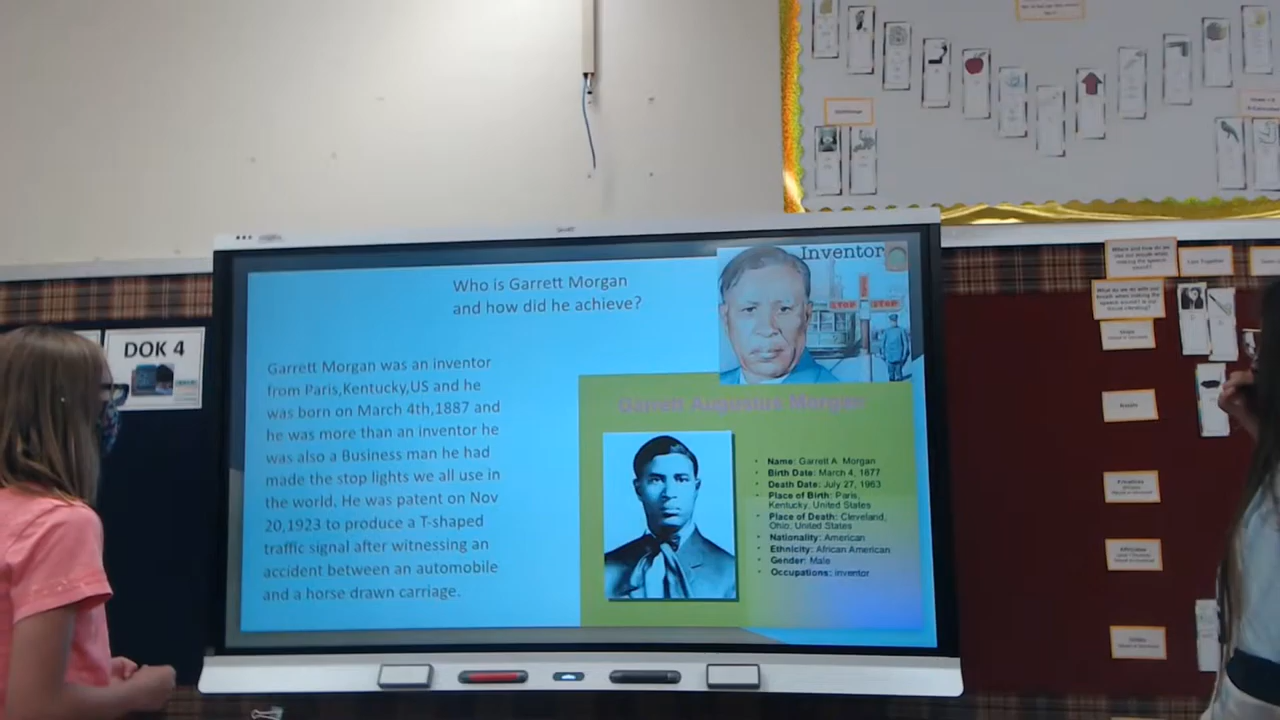 Who is Garrett Morgan
and how did he achieve?
Inventor
STOP STOP
Garrett Augustus Morgan
DOK 4
Garrett Morgan was an inventor
from Paris,Kentucky,US and he
was born on March 4th,1887 and
he was more than an inventor he
was also a Business man he had
made the stop lights we all use in
the world. He was patent on Nov
20,1923 to produce a T-shaped
traffic signal after witnessing an
accident between an automobile
and a horse drawn carriage.
Name: Garrett A. Morgan
Birth Date: March 4, 1877
Death Date: July 27, 1963
Place of Birth: Paris,
Kentucky, United States
Place of Death: Cleveland,
Ohio, United States
Nationality: American
Ethnicity: African American
Gender: Male
Occupations: inventor